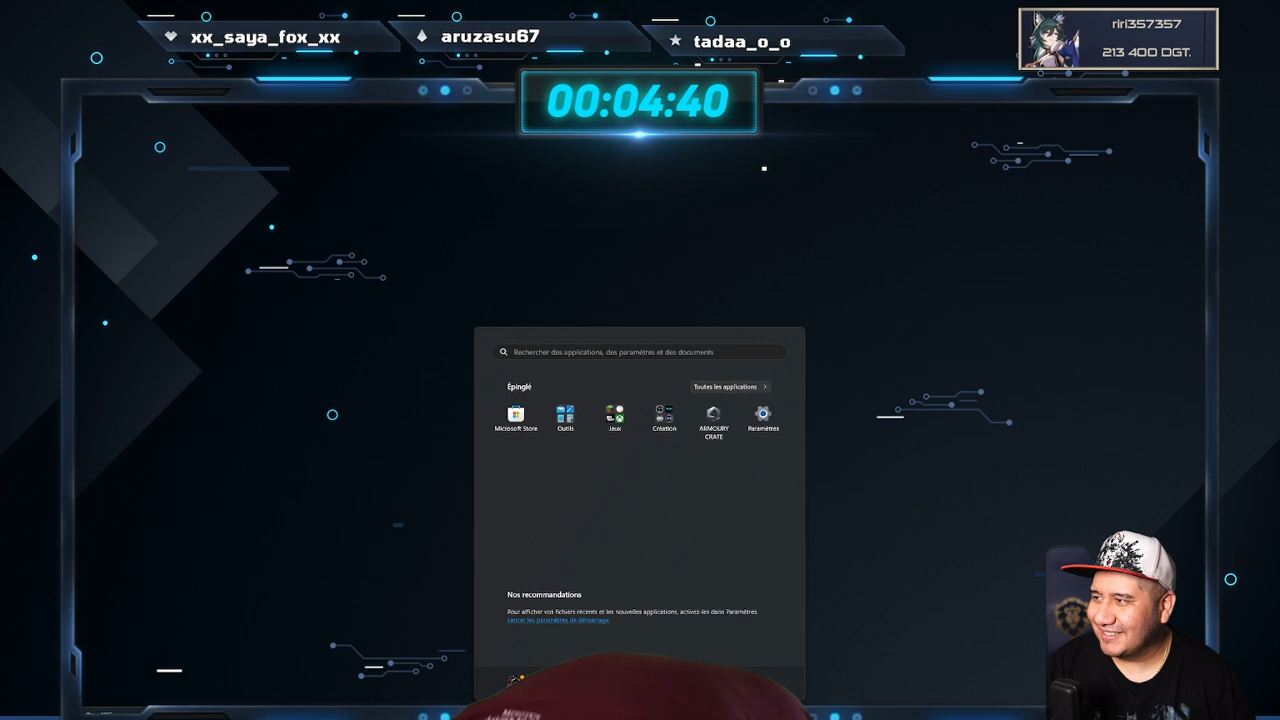 xx_saya_fox_xx
aruzasu67
tadaa_o_o
riri357357
213 400 DGT.
00:04:40
Rechercher des applications, des paramètres et des documents
Épinglé
Toutes les applications
Microsoft Store
Outils
Jeux
Création
ARMOURY
CRATE
Paramètres
Nos recommandations
Pour afficher vos fichiers récents et les nouvelles applications, activez-les dans Paramètres.
Lancer les paramètres de démarrage.